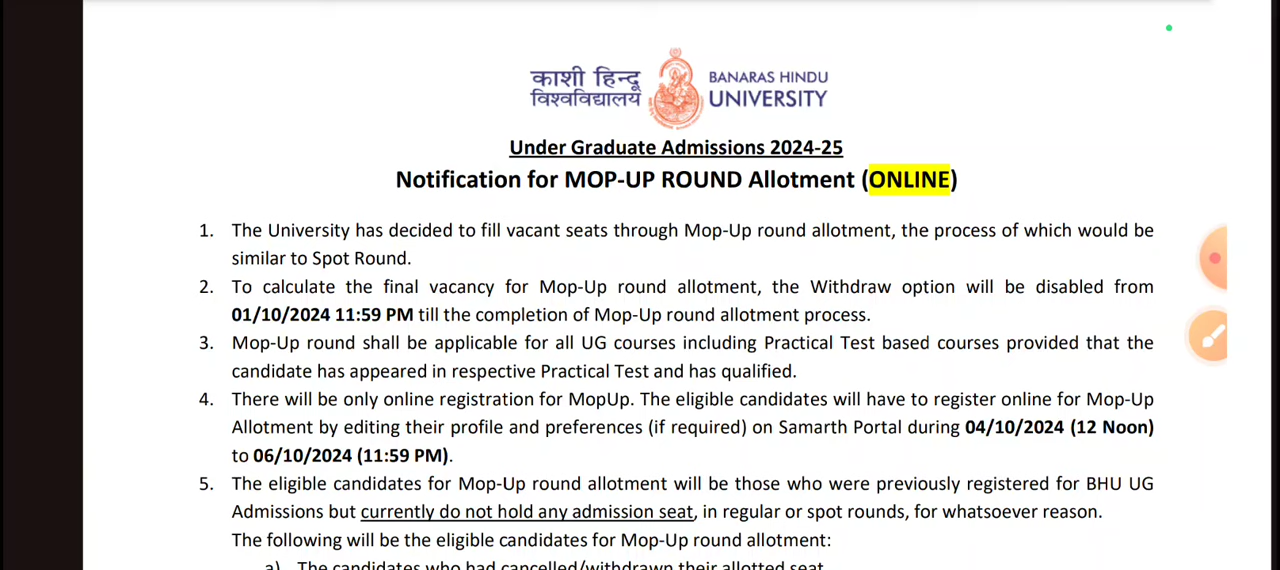 काशी हिन्दू
विश्वविद्यालय
BANARAS HINDU
UNIVERSITY
Under Graduate Admissions 2024-25
Notification for MOP-UP ROUND Allotment (ONLINE)
1. The University has decided to fill vacant seats through Mop-Up round allotment, the process of which would be
similar to Spot Round.
2. To calculate the final vacancy for Mop-Up round allotment, the Withdraw option will be disabled from
01/10/2024 11:59 PM till the completion of Mop-Up round allotment process.
3. Mop-Up round shall be applicable for all UG courses including Practical Test based courses provided that the
candidate has appeared in respective Practical Test and has qualified.
4. There will be only online registration for MopUp. The eligible candidates will have to register online for Mop-Up
Allotment by editing their profile and preferences (if required) on Samarth Portal during 04/10/2024 (12 Noon)
to 06/10/2024 (11:59 PM).
5. The eligible candidates for Mop-Up round allotment will be those who were previously registered for BHU UG
Admissions but currently do not hold any admission seat, in regular or spot rounds, for whatsoever reason.
The following will be the eligible candidates for Mop-Up round allotment:
a) The candidates who had cancelled/withdrawn their allotted seat